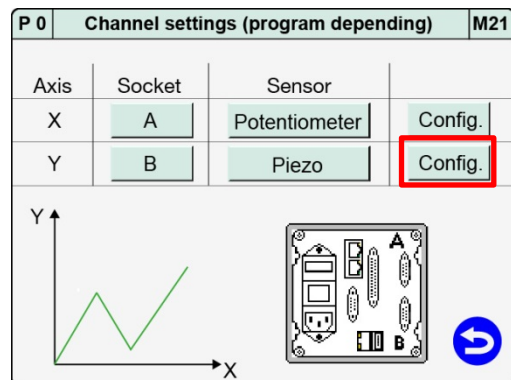 P 0 Channel settings (program depending) M21
Axis Socket Sensor
X A Potentiometer Config.
Y B Piezo Config.
Y
A
X
B